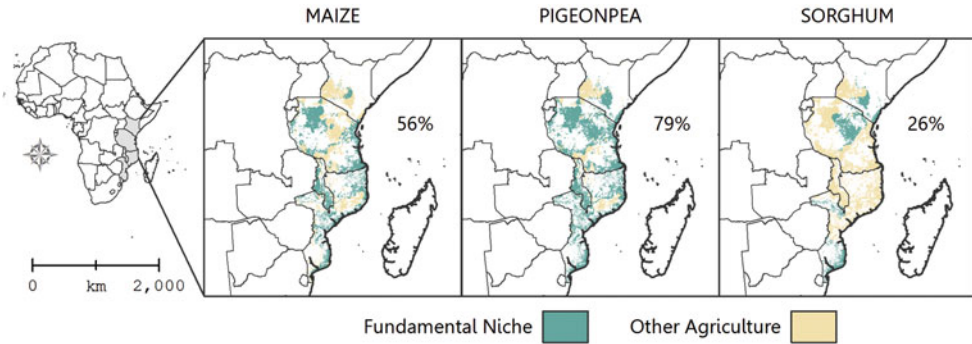 MAIZE
PIGEONPEA
SORGHUM
56%
79%
26%
0 km 2,000
Fundamental Niche
Other Agriculture